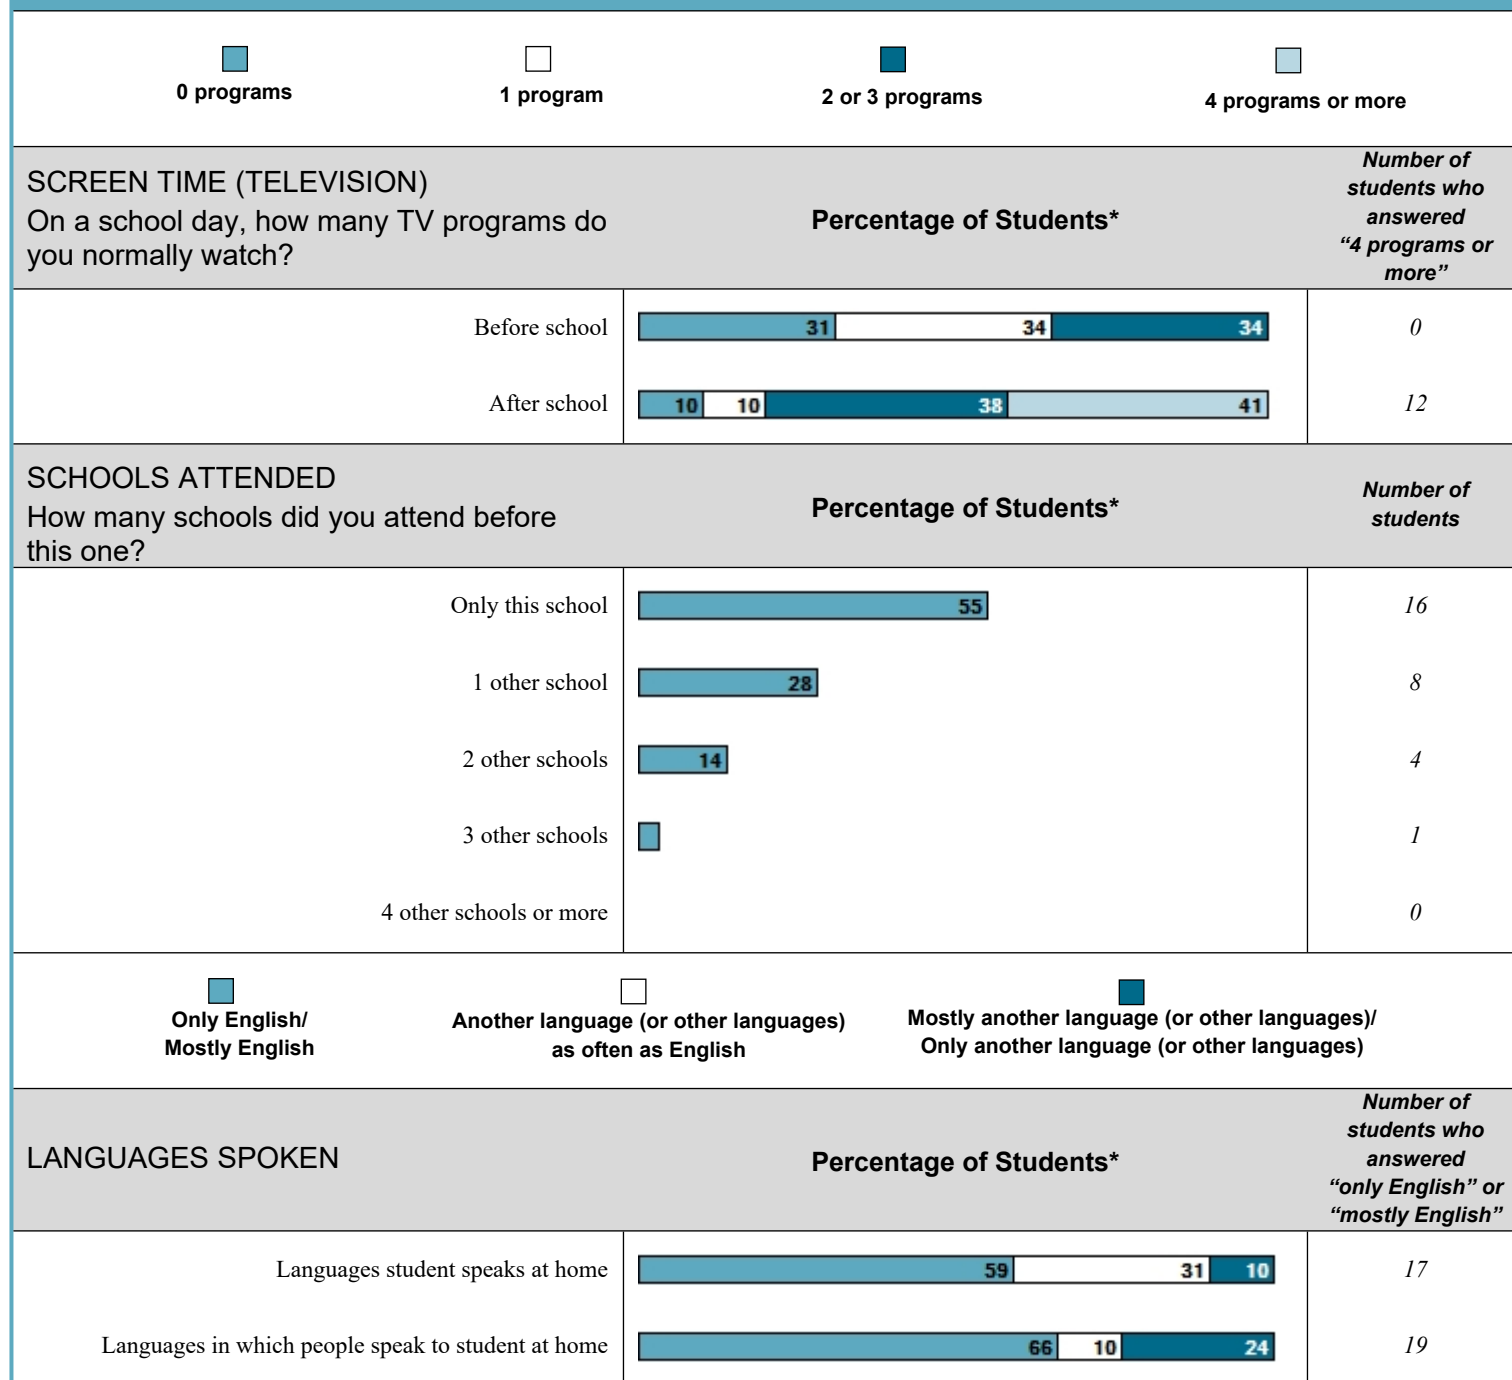 0 programs
1 program
2 or 3 programs
4 programs or more
SCREEN TIME (TELEVISION)
On a school day, how many TV programs do
you normally watch?
Percentage of Students*
Number of
students who
answered
“4 programs or
more”
Before school
31 34 34
0
After school
10 10 38 41
12
SCHOOLS ATTENDED
How many schools did you attend before
this one?
Percentage of Students*
Number of
students
Only this school
55
16
1 other school
28
8
2 other schools
14
4
3 other schools
1
4 other schools or more
0
Only English/
Mostly English
Another language (or other languages)
as often as English
Mostly another language (or other languages)/
Only another language (or other languages)
LANGUAGES SPOKEN
Percentage of Students*
Number of
students who
answered
“only English” or
“mostly English”
Languages student speaks at home
59 31 10
17
Languages in which people speak to student at home
66 10 24
19